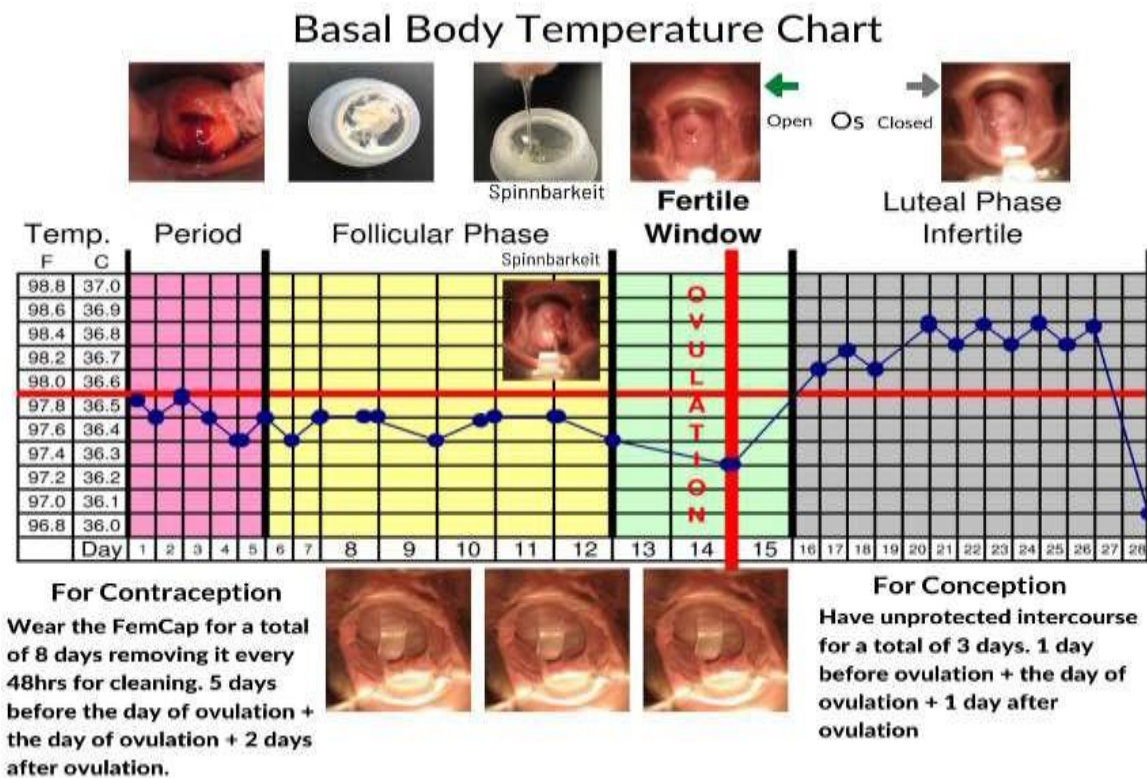 Basal Body Temperature Chart
Open Os Closed
Spinnbarkeit
Fertile
Window
Luteal Phase
Infertile
Temp.
Period
Follicular Phase
F C
Spinnbarkeit
98.8 37.0
98.6 36.9
98.4 36.8
98.2 36.7
98.0 36.6
97.8 36.5
97.6 36.4
97.4 36.3
97.2 36.2
97.0 36.1
96.8 36.0
OVULATION
Day 1 2 3 4 5 6 7 8 9 10 11 12 13 14 15 16 17 18 19 20 21 22 23 24 25 26 27 28
For Contraception
Wear the FemCap for a total
of 8 days removing it every
48hrs for cleaning. 5 days
before the day of ovulation +
the day of ovulation + 2 days
after ovulation.
For Conception
Have unprotected intercourse
for a total of 3 days. 1 day
before ovulation + the day of
ovulation + 1 day after
ovulation